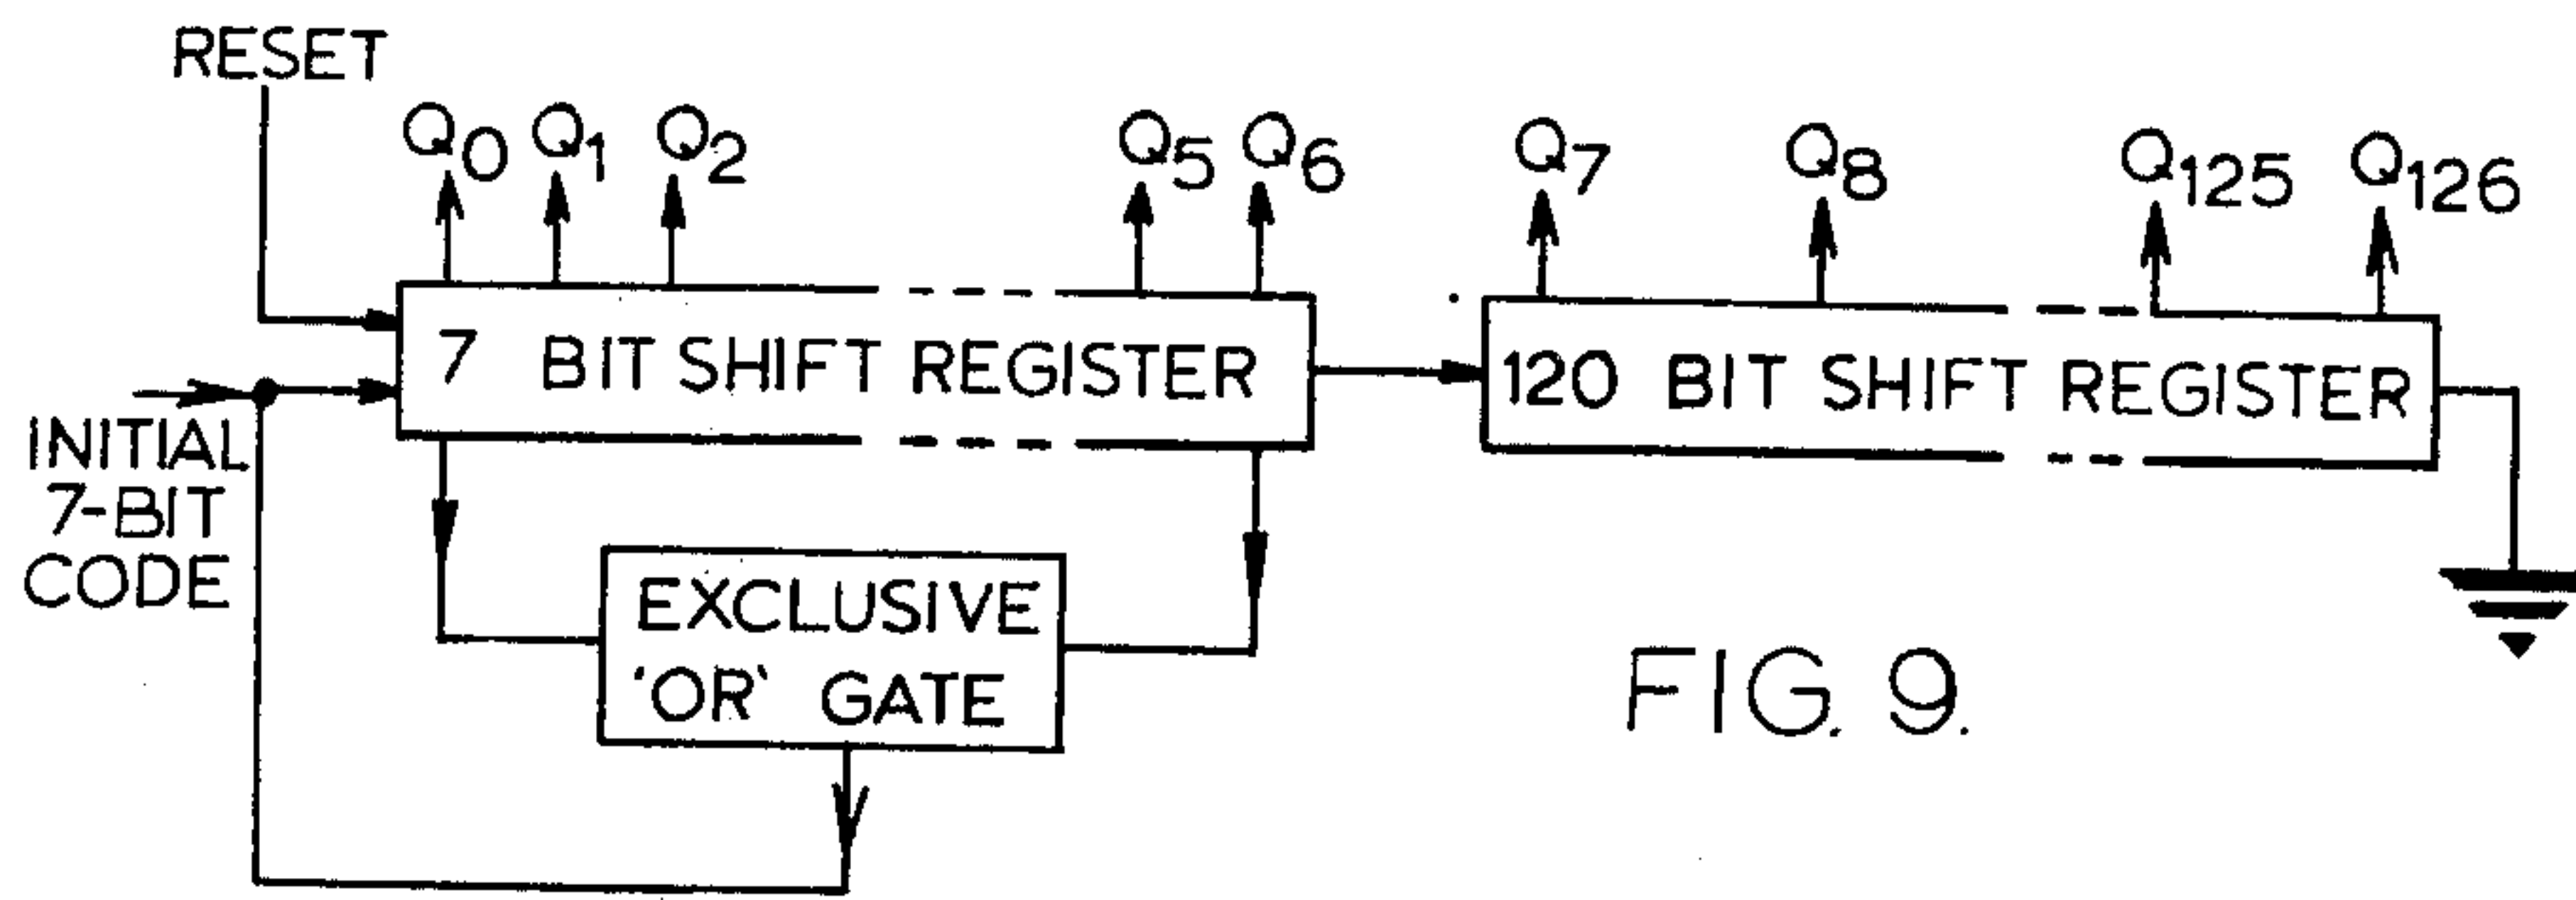 RESET
Q0 Q1 Q2 Q5 Q6 Q7 Q8 Q125 Q126
7 BIT SHIFT REGISTER
120 BIT SHIFT REGISTER
INITIAL
7-BIT
CODE
EXCLUSIVE
'OR' GATE
FIG. 9.